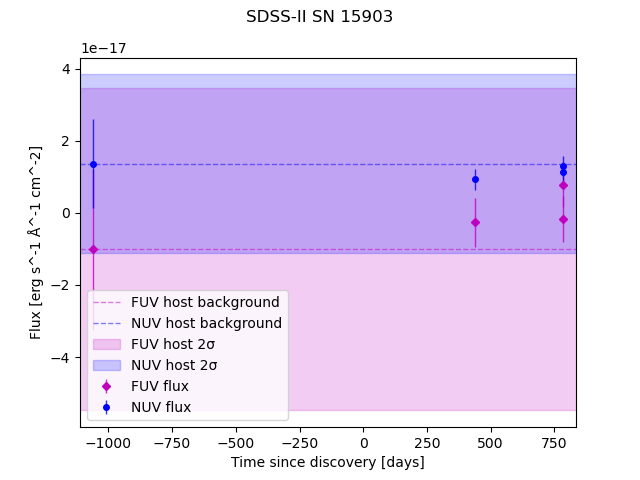 SDSS-II SN 15903
1e−17
4
2
0
−2
−4
Flux [erg s^-1 Å^-1 cm^-2]
FUV host background
NUV host background
FUV host 2σ
NUV host 2σ
FUV flux
NUV flux
−1000 −750 −500 −250 0 250 500 750
Time since discovery [days]